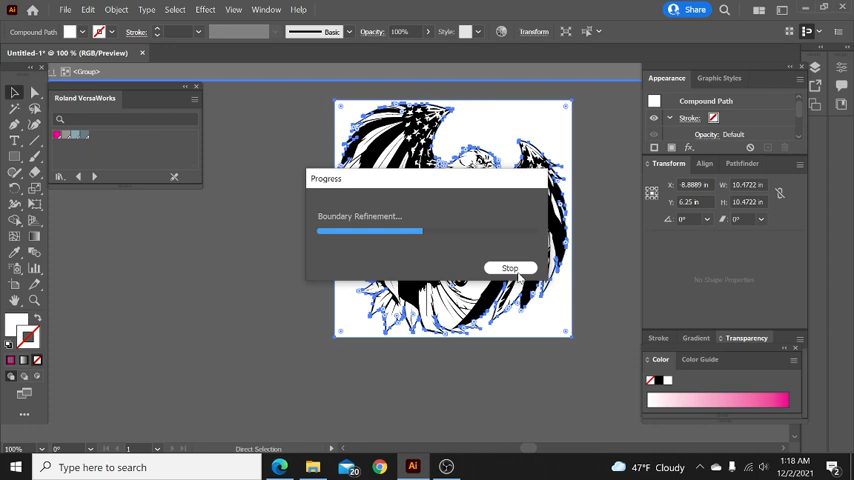 Ai File Edit Object Type Select Effect View Window Help Share
Compound Path Stroke: Basic Opacity: 100% Style: Transform
Untitled-1* @ 100 % (RGB/Preview) ×
<Group>
Roland VersaWorks
Progress
Boundary Refinement...
Stop
Appearance Graphic Styles
Compound Path
Stroke:
Opacity: Default
fx
Transform Align Pathfinder
X: -8.8889 in W: 10.4722 in
Y: 6.25 in H: 10.4722 in
0° 0°
No Shape Properties
Stroke Gradient Transparency
Color Color Guide
100% 0° 1 Direct Selection
Type here to search
20
Ai
47°F Cloudy
1:18 AM
12/2/2021
2